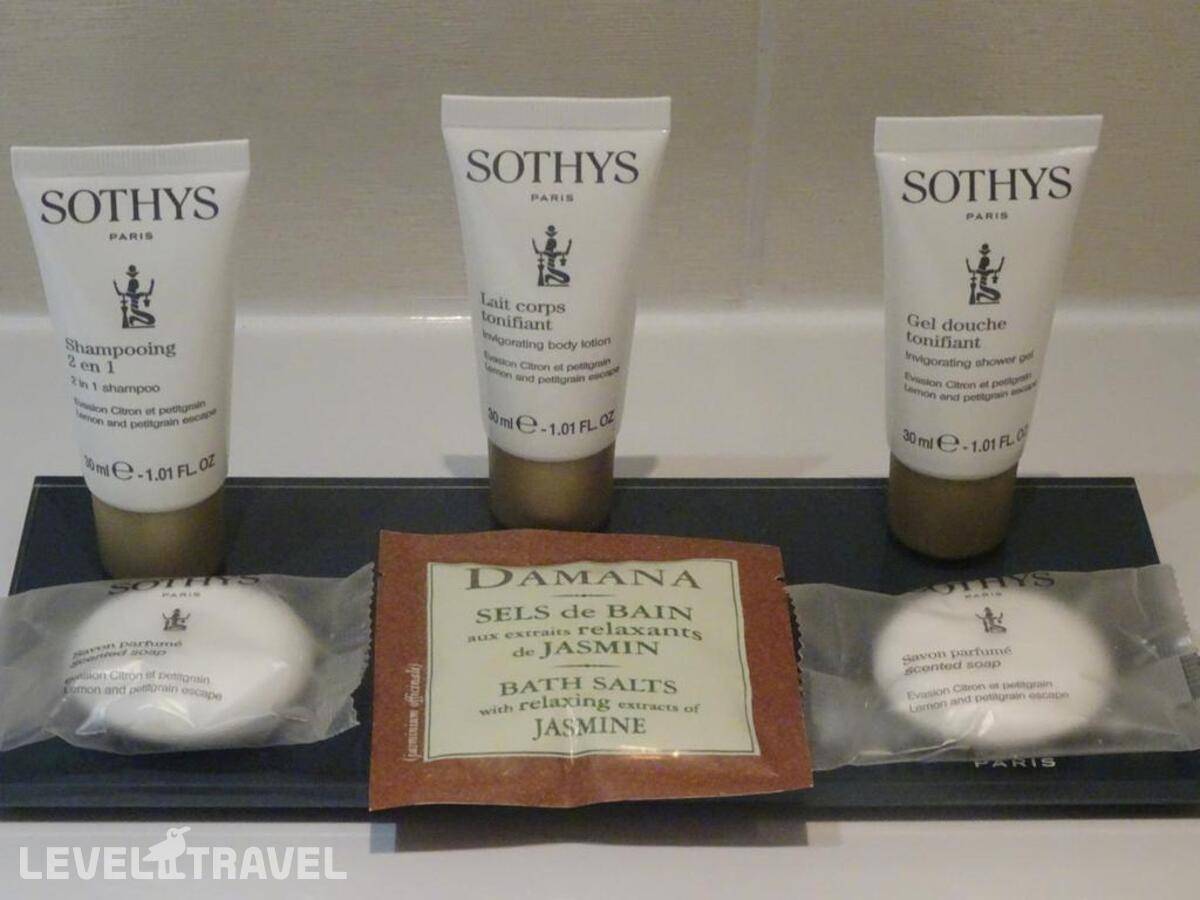 SOTHYS
PARIS
Shampooing
2 en 1
2 in 1 shampoo
Evasion Citron et petitgrain
Lemon and petitgrain escape
30 ml e - 1.01 FL. OZ
SOTHYS
PARIS
Lait corps
tonifiant
Invigorating body lotion
Evasion Citron et petitgrain
Lemon and petitgrain escape
30 ml e - 1.01 FL. OZ
SOTHYS
PARIS
Gel douche
tonifiant
Invigorating shower gel
Evasion Citron et petitgrain
Lemon and petitgrain escape
30 ml e - 1.01 FL. OZ
SOTHYS
PARIS
Savon parfumé
Scented soap
Evasion Citron et petitgrain
Lemon and petitgrain escape
DAMANA
SELS de BAIN
aux extraits relaxants
de JASMIN
BATH SALTS
with relaxing extracts of
JASMINE
(jasminum officinale)
SOTHYS
PARIS
Savon parfumé
Scented soap
Evasion Citron et petitgrain
Lemon and petitgrain escape
PARIS
LEVEL TRAVEL